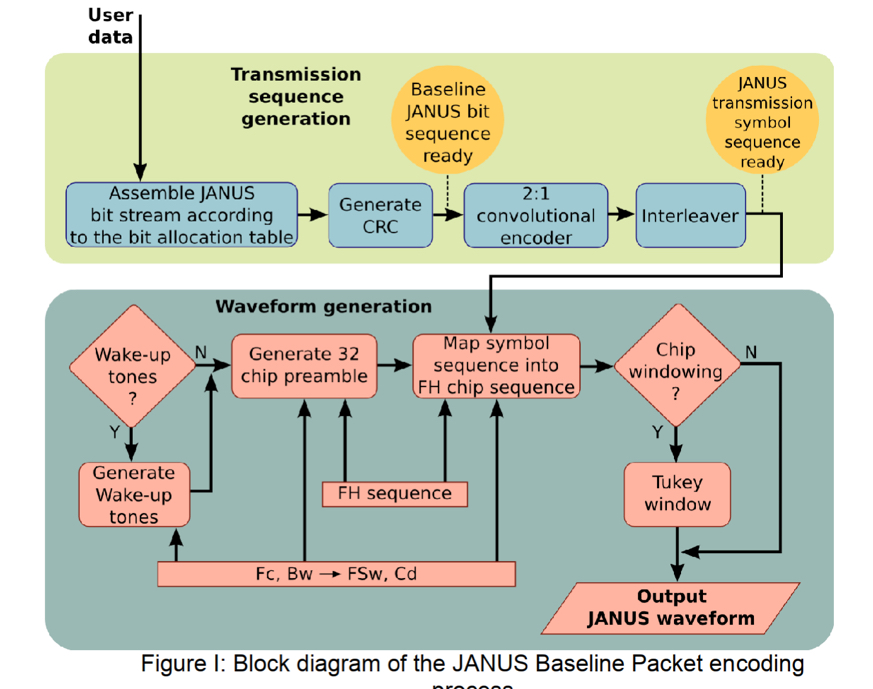 User
data
Transmission
sequence
generation
Baseline
JANUS bit
sequence
ready
JANUS
transmission
symbol
sequence
ready
Assemble JANUS
bit stream according
to the bit allocation table
Generate
CRC
2:1
convolutional
encoder
Interleaver
Waveform generation
Wake-up
tones
?
N
Y
Generate 32
chip preamble
Map symbol
sequence into
FH chip sequence
Chip
windowing
?
N
Y
Generate
Wake-up
tones
FH sequence
Tukey
window
Fc, Bw → FSw, Cd
Output
JANUS waveform
Figure I: Block diagram of the JANUS Baseline Packet encoding
process